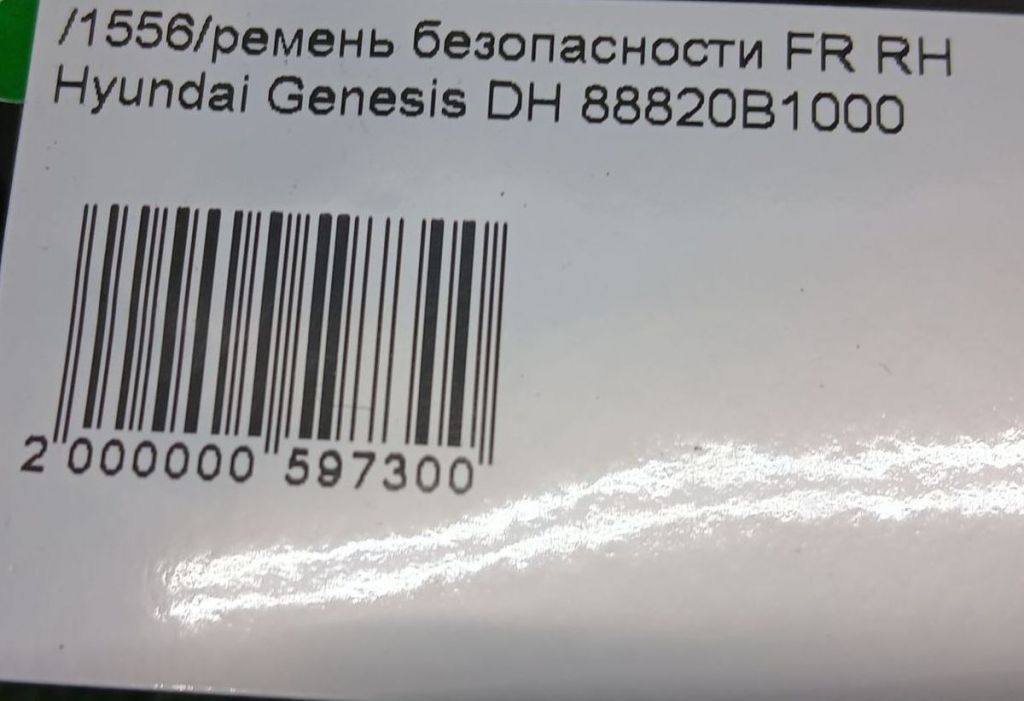 /1556/ремень безопасности FR RH
Hyundai Genesis DH 88820B1000
2 000000 597300